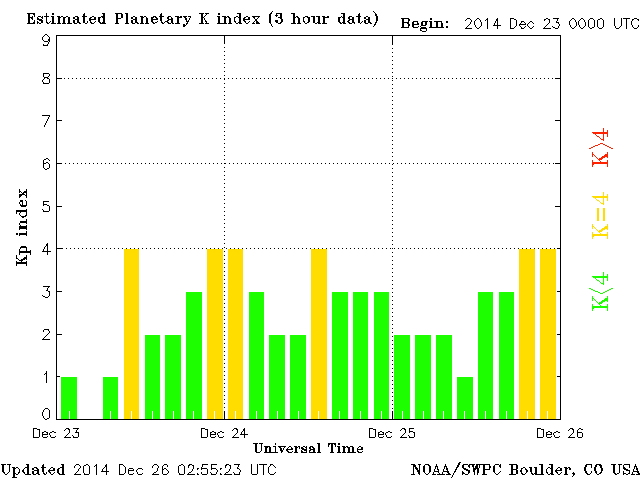 Estimated Planetary K index (3 hour data) Begin: 2014 Dec 23 0000 UTC
9
8
7
6
5
4
3
2
1
0
Kp index
K>4
K=4
K<4
Dec 23 Dec 24 Dec 25 Dec 26
Universal Time
Updated 2014 Dec 26 02:55:23 UTC NOAA/SWPC Boulder, CO USA